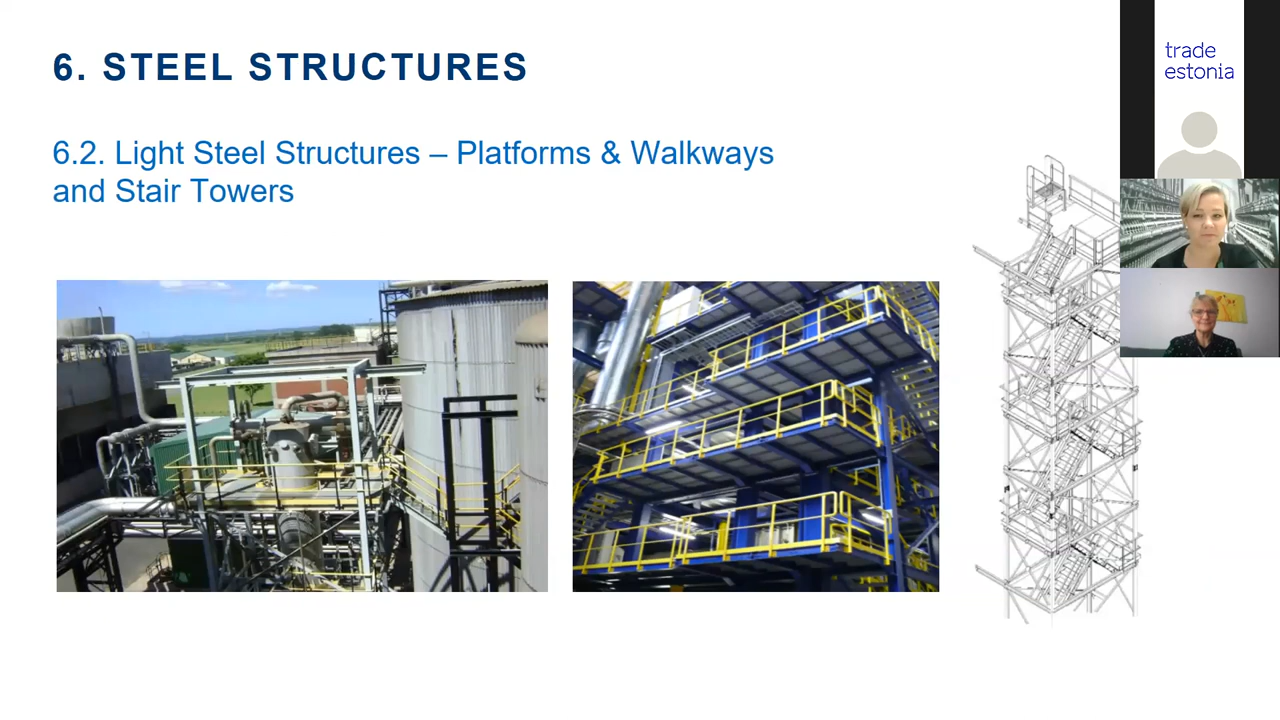 6. STEEL STRUCTURES
6.2. Light Steel Structures – Platforms & Walkways
and Stair Towers
trade
estonia